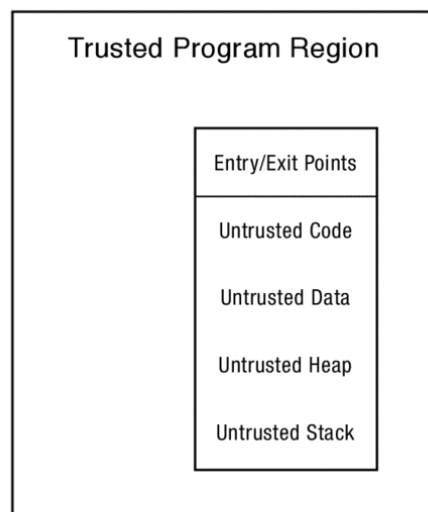 Trusted Program Region
Entry/Exit Points
Untrusted Code
Untrusted Data
Untrusted Heap
Untrusted Stack